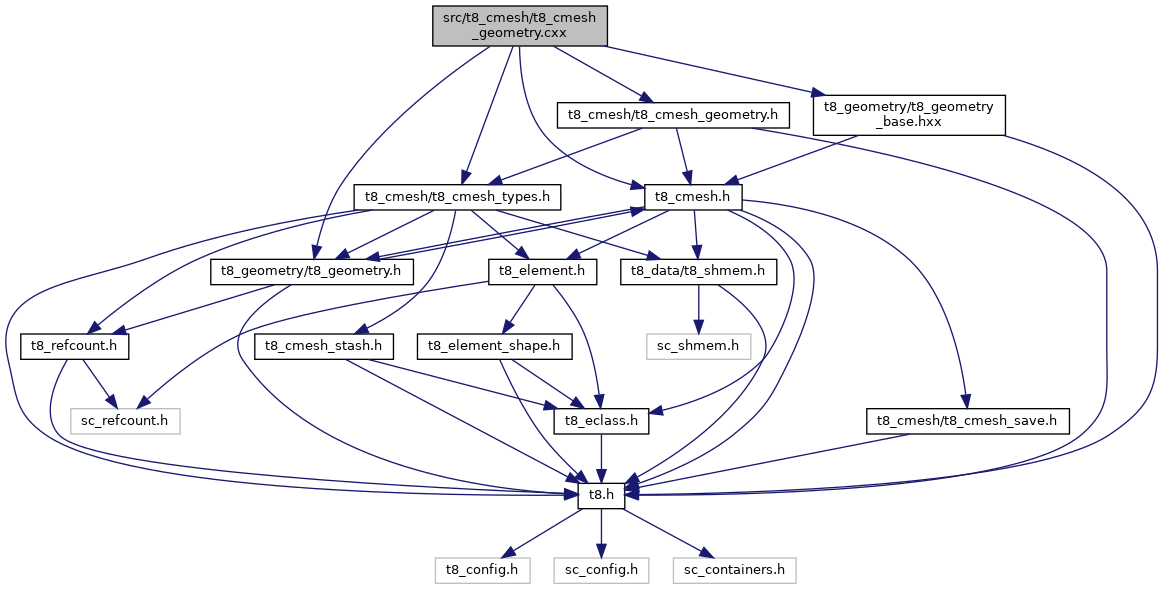 src/t8_cmesh/t8_cmesh
_geometry.cxx
t8_cmesh/t8_cmesh_geometry.h
t8_geometry/t8_geometry
_base.hxx
t8_cmesh/t8_cmesh_types.h
t8_cmesh.h
t8_geometry/t8_geometry.h
t8_element.h
t8_data/t8_shmem.h
t8_refcount.h
t8_cmesh_stash.h
t8_element_shape.h
sc_shmem.h
sc_refcount.h
t8_eclass.h
t8_cmesh/t8_cmesh_save.h
t8.h
t8_config.h
sc_config.h
sc_containers.h